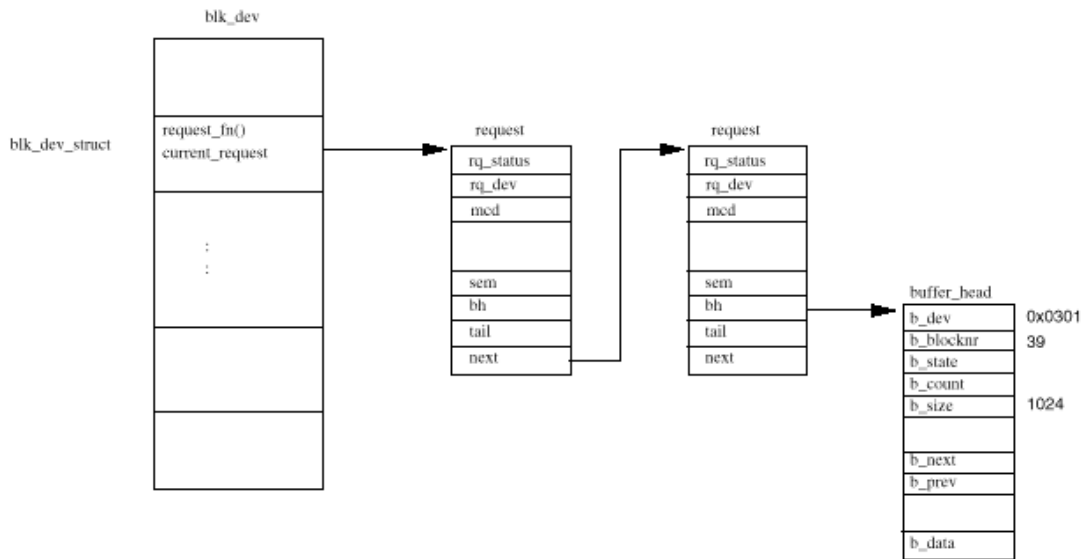 blk_dev
blk_dev_struct
request_fn()
current_request
:
:
request
rq_status
rq_dev
mcd
sem
bh
tail
next
request
rq_status
rq_dev
mcd
sem
bh
tail
next
buffer_head
b_dev 0x0301
b_blocknr 39
b_state
b_count
b_size 1024
b_next
b_prev
b_data